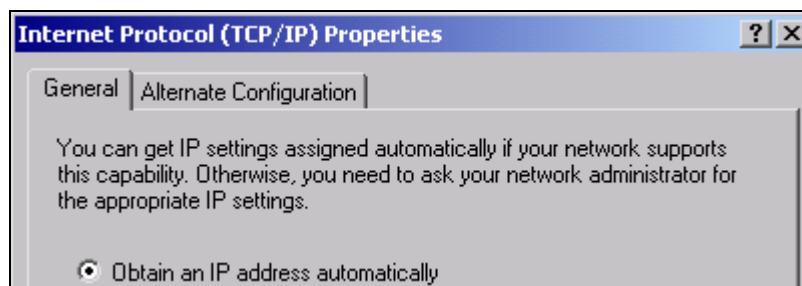 Internet Protocol (TCP/IP) Properties
General
Alternate Configuration
You can get IP settings assigned automatically if your network supports
this capability. Otherwise, you need to ask your network administrator for
the appropriate IP settings.
Obtain an IP address automatically